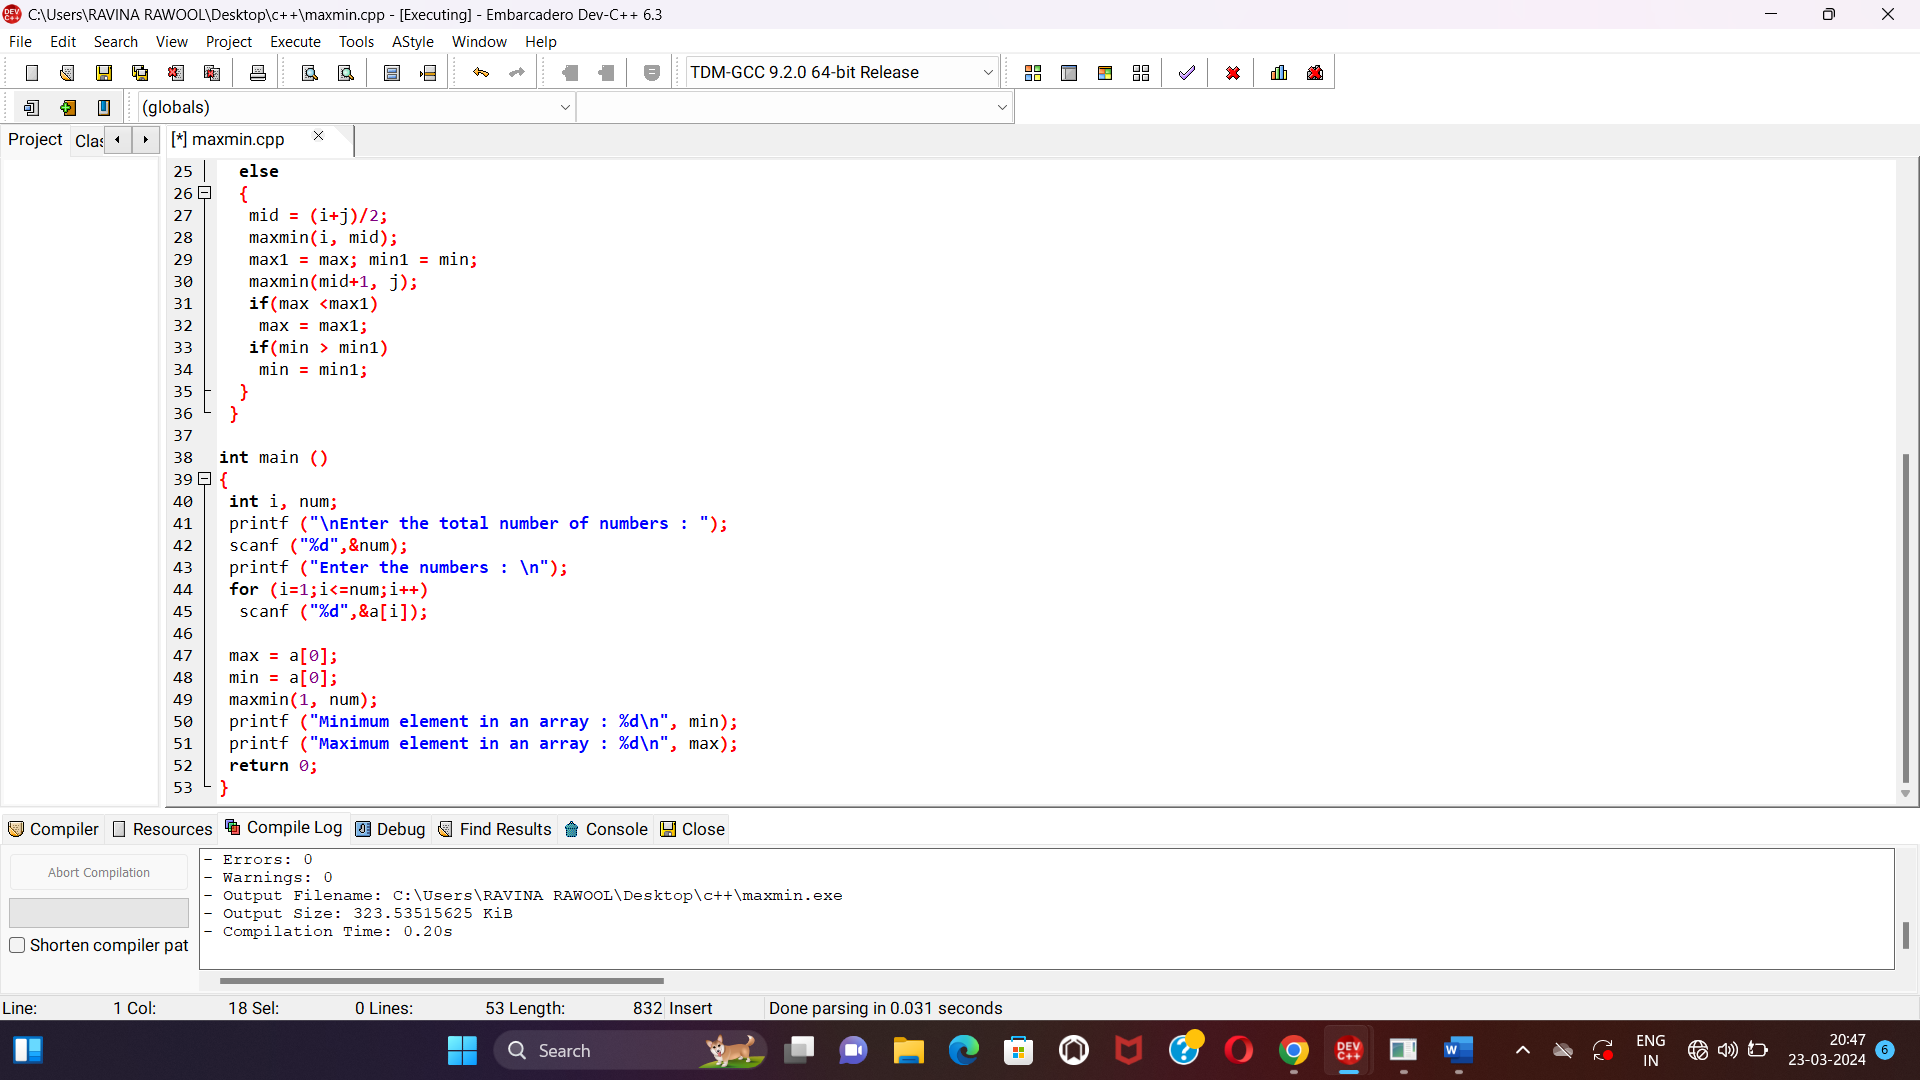 C:\Users\RAVINA RAWOOL\Desktop\c++\maxmin.cpp - [Executing] - Embarcadero Dev-C++ 6.3
File Edit Search View Project Execute Tools AStyle Window Help
TDM-GCC 9.2.0 64-bit Release
(globals)
Project Clas [*] maxmin.cpp
25 else
26 {
27 mid = (i+j)/2;
28 maxmin(i, mid);
29 max1 = max; min1 = min;
30 maxmin(mid+1, j);
31 if(max <max1)
32 max = max1;
33 if(min > min1)
34 min = min1;
35 }
36 }
37
38 int main ()
39 {
40 int i, num;
41 printf ("\nEnter the total number of numbers : ");
42 scanf ("%d",&num);
43 printf ("Enter the numbers : \n");
44 for (i=1;i<=num;i++)
45 scanf ("%d",&a[i]);
46
47 max = a[0];
48 min = a[0];
49 maxmin(1, num);
50 printf ("Minimum element in an array : %d\n", min);
51 printf ("Maximum element in an array : %d\n", max);
52 return 0;
53 }
Compiler Resources Compile Log Debug Find Results Console Close
Abort Compilation
Shorten compiler pat
- Errors: 0
- Warnings: 0
- Output Filename: C:\Users\RAVINA RAWOOL\Desktop\c++\maxmin.exe
- Output Size: 323.53515625 KiB
- Compilation Time: 0.20s
Line: 1 Col: 18 Sel: 0 Lines: 53 Length: 832 Insert Done parsing in 0.031 seconds
Search
DEV C++
W
ENG
IN
20:47
23-03-2024
6